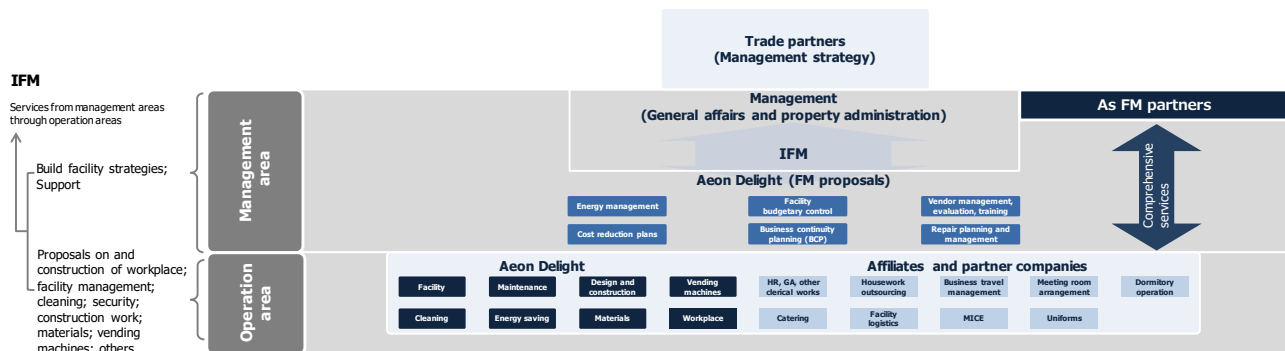 Trade partners
(Management strategy)
IFM
Services from management areas
through operation areas
Management
(General affairs and property administration)
As FM partners
Build facility strategies;
Support
Management
area
IFM
Aeon Delight (FM proposals)
Comprehensive
services
Energy management
Facility
budgetary control
Vendor management,
evaluation, training
Cost reduction plans
Business continuity
planning (BCP)
Repair planning and
management
Proposals on and
construction of workplace;
facility management;
cleaning; security;
construction work;
materials; vending
machines; others
Operation
area
Aeon Delight
Affiliates and partner companies
Facility
Maintenance
Design and
construction
Vending
machines
HR, GA, other
clerical works
Housework
outsourcing
Business travel
management
Meeting room
arrangement
Dormitory
operation
Cleaning
Energy saving
Materials
Workplace
Catering
Facility
logistics
MICE
Uniforms